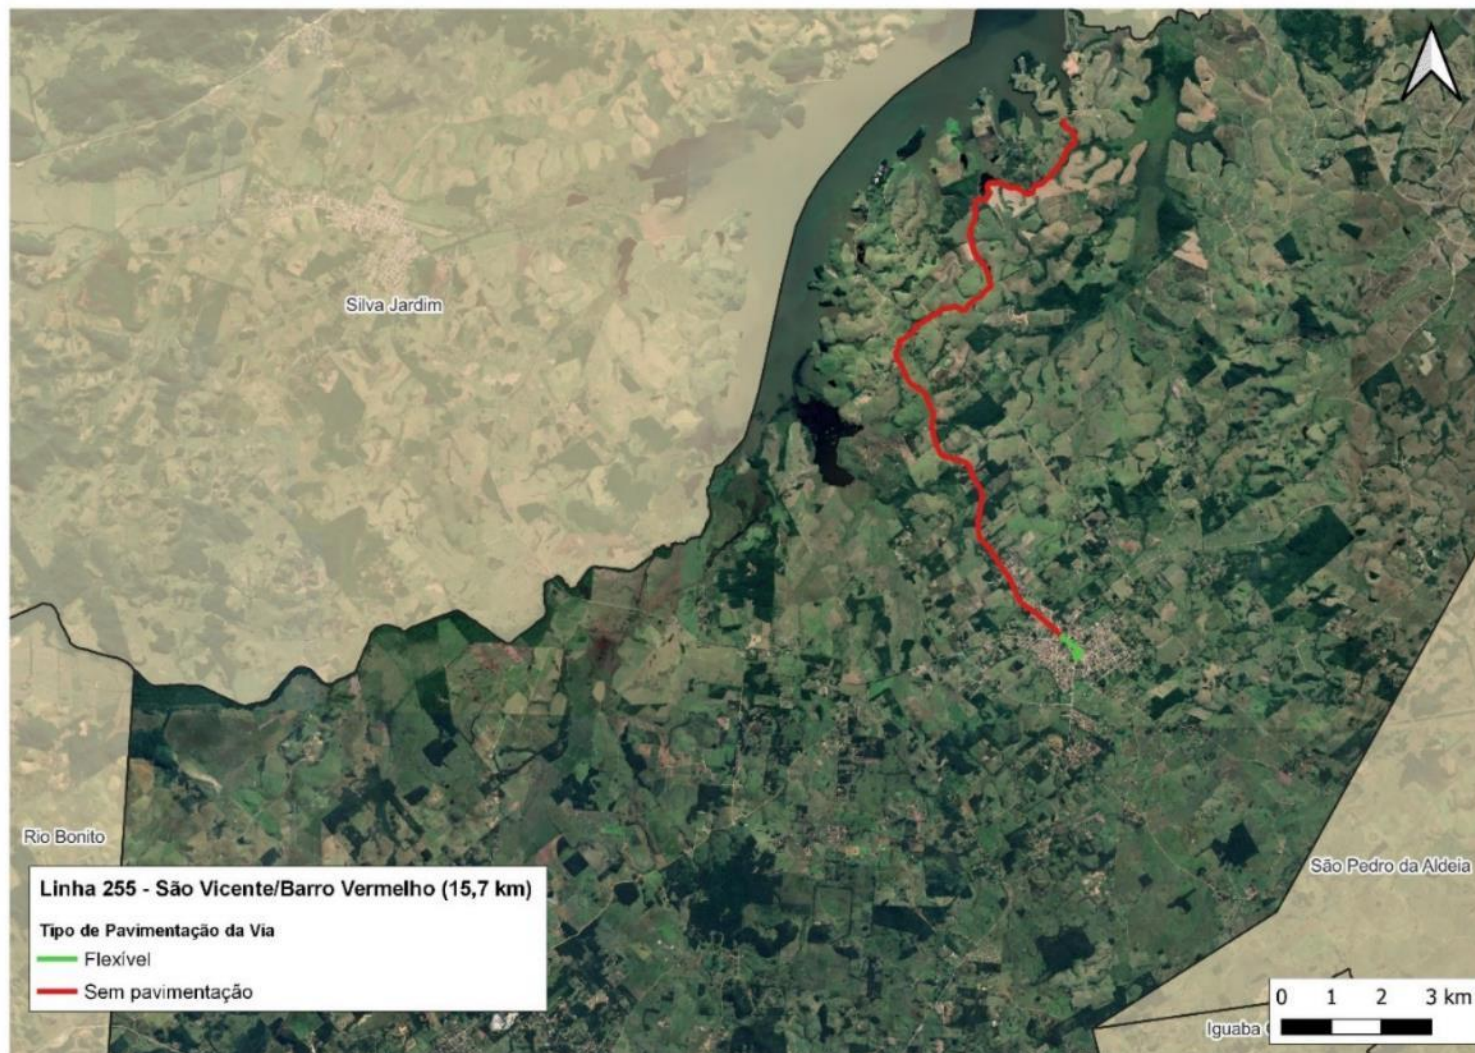 Silva Jardim
Rio Bonito
São Pedro da Aldeia
Linha 255 - São Vicente/Barro Vermelho (15,7 km)
Tipo de Pavimentação da Via
Flexível
Sem pavimentação
0 1 2 3 km
Iguaba